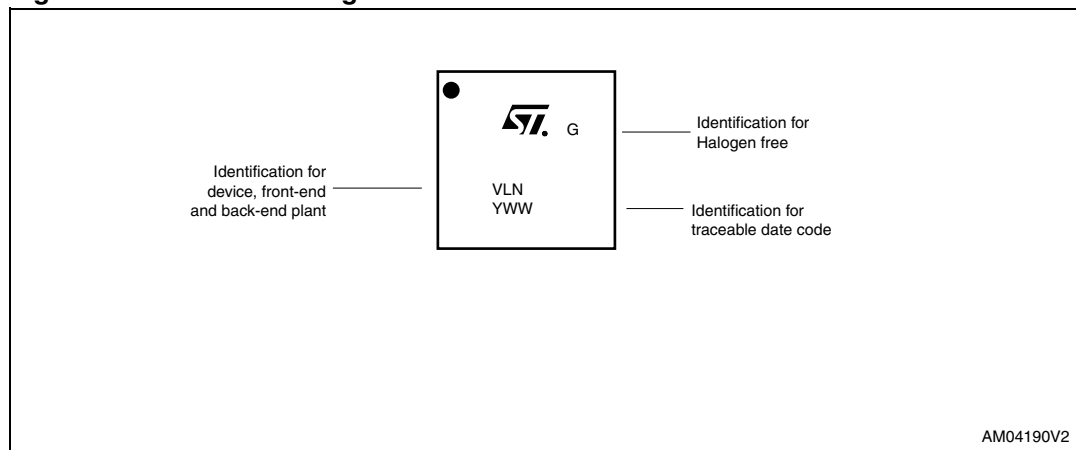 ST.
G
Identification for
Halogen free
Identification for
device, front-end
and back-end plant
VLN
YWW
Identification for
traceable date code
AM04190V2